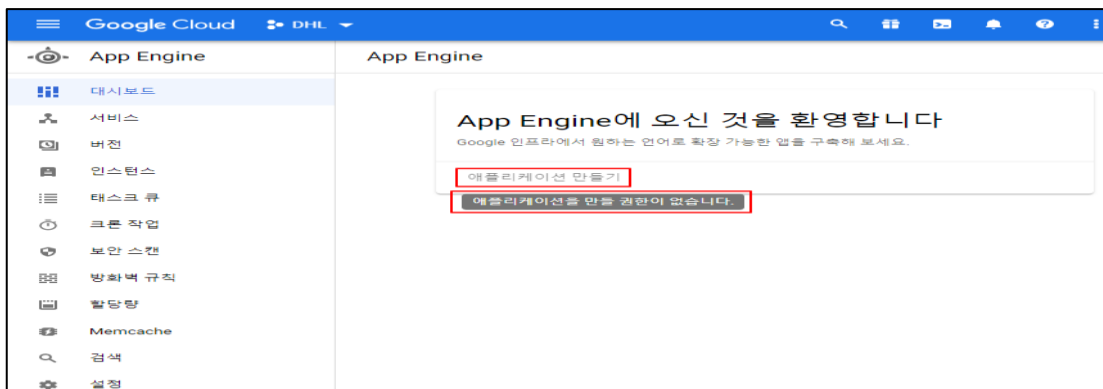 Google Cloud DHL
App Engine
App Engine
대시보드
서비스
버전
인스턴스
태스크 큐
크론 작업
보안 스캔
방화벽 규칙
할당량
Memcache
검색
설정
App Engine에 오신 것을 환영합니다
Google 인프라에서 원하는 언어로 확장 가능한 앱을 구축해 보세요.
애플리케이션 만들기
애플리케이션을 만들 권한이 없습니다.